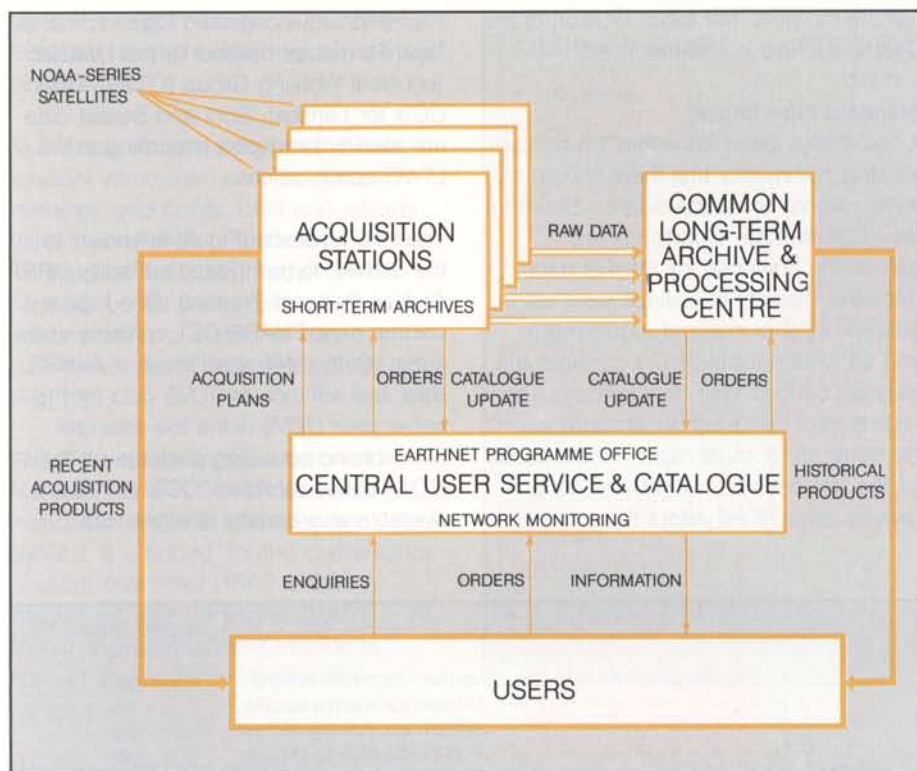 NOAA-SERIES
SATELLITES
ACQUISITION
STATIONS
SHORT-TERM ARCHIVES
RAW DATA
COMMON
LONG-TERM
ARCHIVE &
PROCESSING
CENTRE
ACQUISITION
PLANS
ORDERS
CATALOGUE
UPDATE
CATALOGUE
UPDATE
ORDERS
RECENT
ACQUISITION
PRODUCTS
EARTHNET PROGRAMME OFFICE
CENTRAL USER SERVICE & CATALOGUE
NETWORK MONITORING
HISTORICAL
PRODUCTS
ENQUIRIES
ORDERS
INFORMATION
USERS